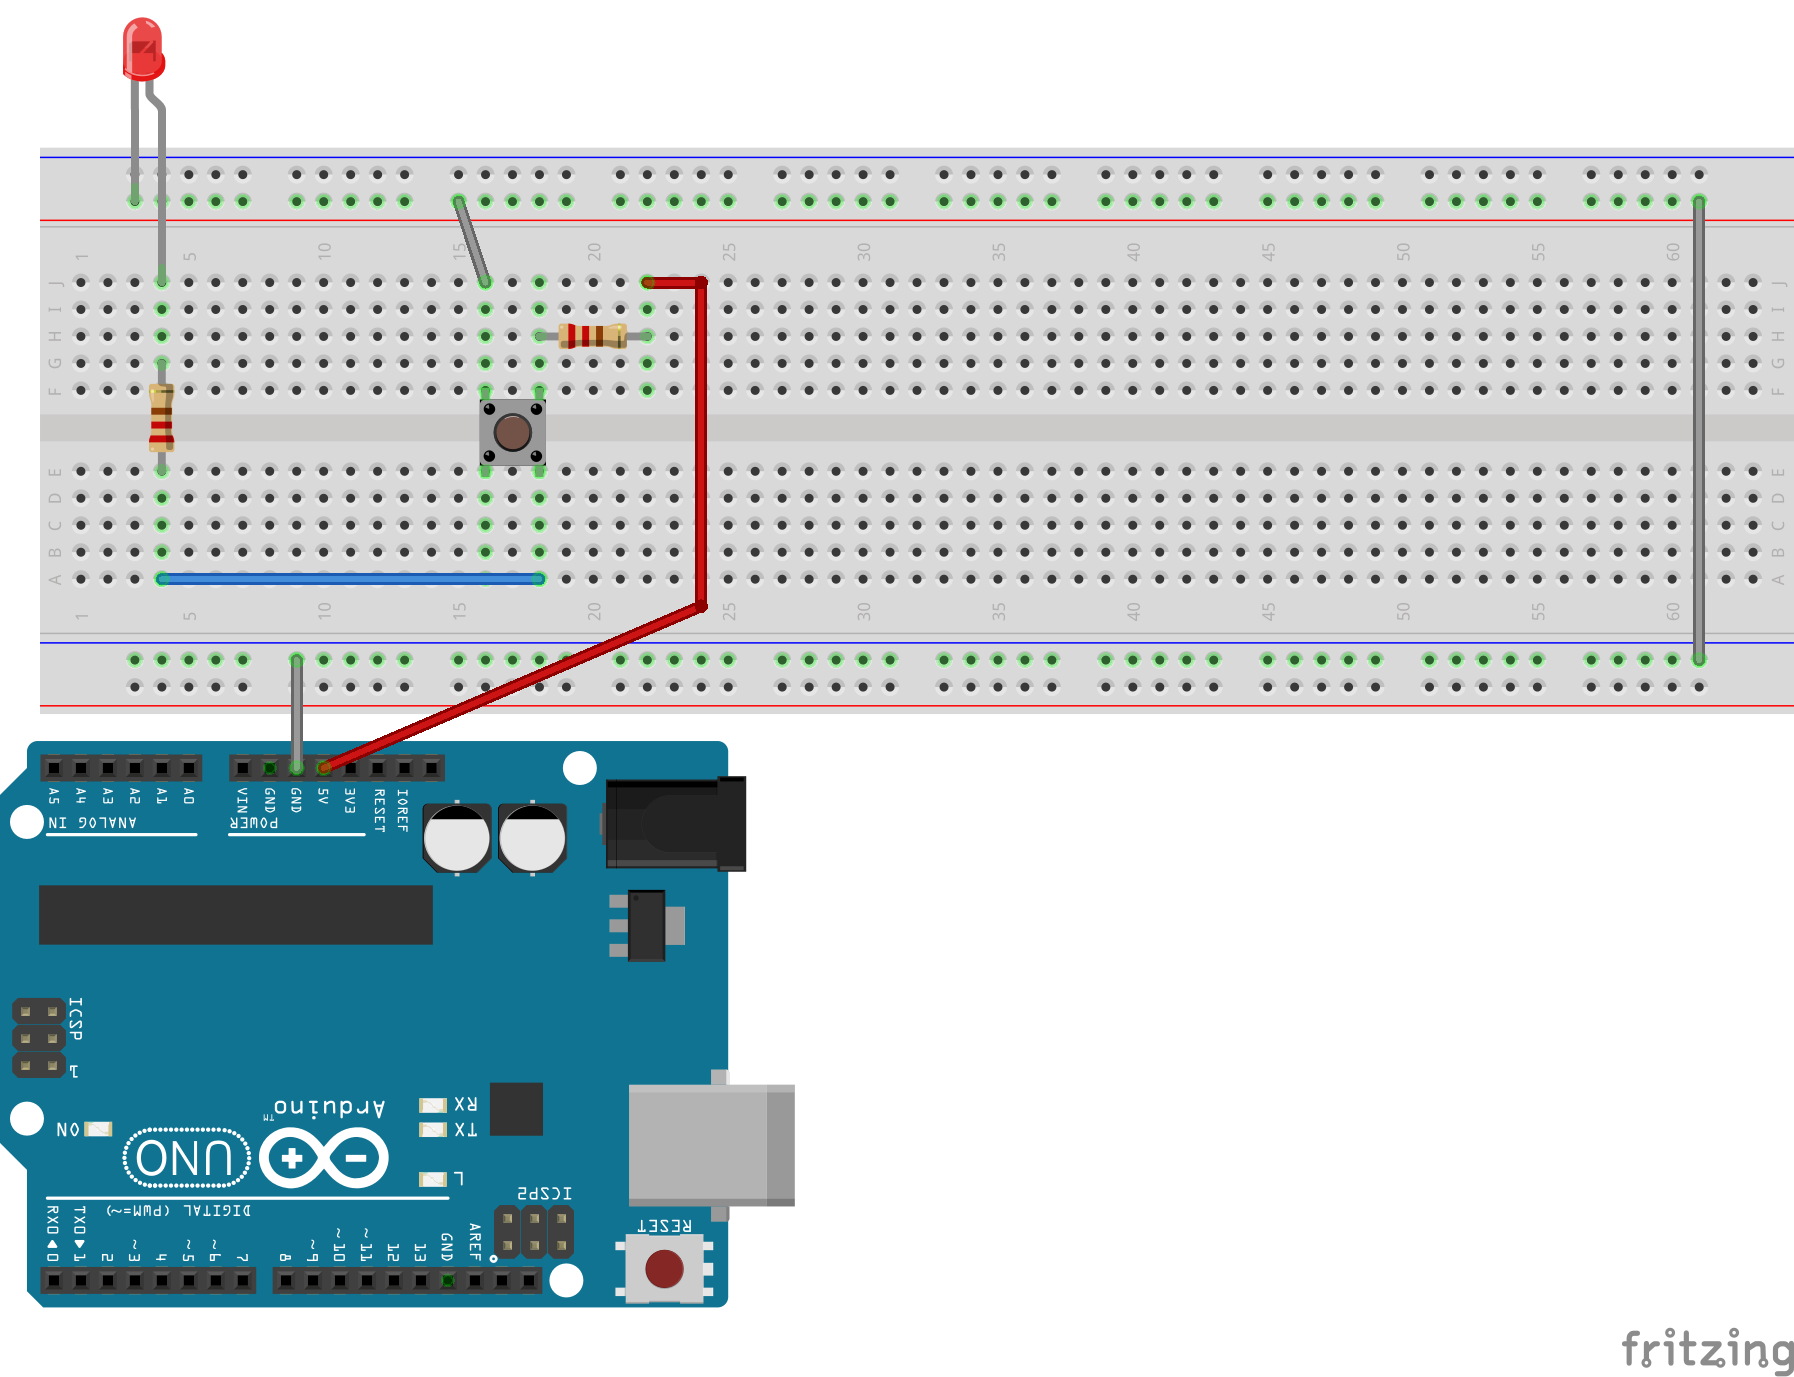 1 5 10 15 20 25 30 35 40 45 50 55 60
J J
I I
H H
G G
F F
E E
D D
C C
B B
A A
1 5 10 15 20 25 30 35 40 45 50 55 60
A5 A4 A3 A2 A1 A0 VIN GND GND 5V 3V3 RESET IOREF
ANALOG IN POWER
ICSP
1
Arduino™
RX
ON
TX
UNO
L
ICSP2
DIGITAL (PWM=~)
RESET
RX0◀0 TX0▶1 2 ~3 4 ~5 ~6 7 8 ~9 ~10 ~11 12 13 GND AREF
fritzing